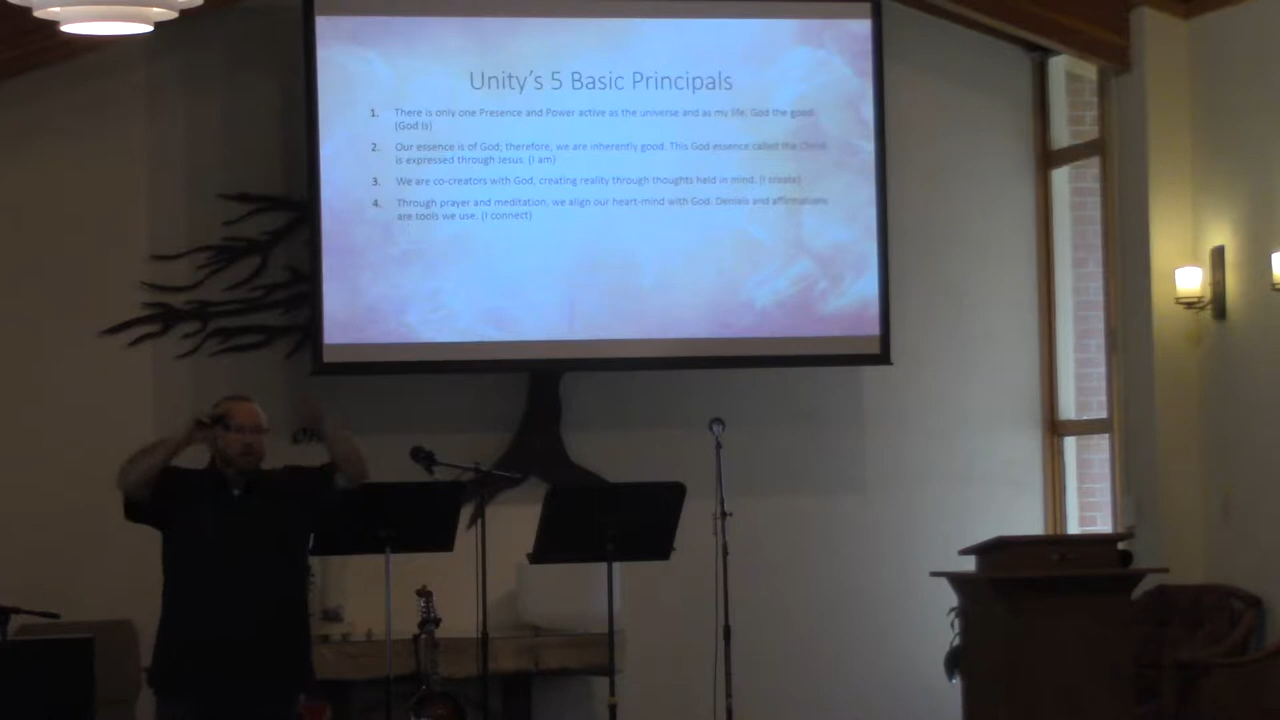 Unity's 5 Basic Principals
1. There is only one Presence and Power active as the universe and as my life, God the good.
(God is)
2. Our essence is of God; therefore, we are inherently good. This God essence called the Christ
is expressed through Jesus. (I am)
3. We are co-creators with God, creating reality through thoughts held in mind. (I create)
4. Through prayer and meditation, we align our heart-mind with God. Denials and affirmations
are tools we use. (I connect)